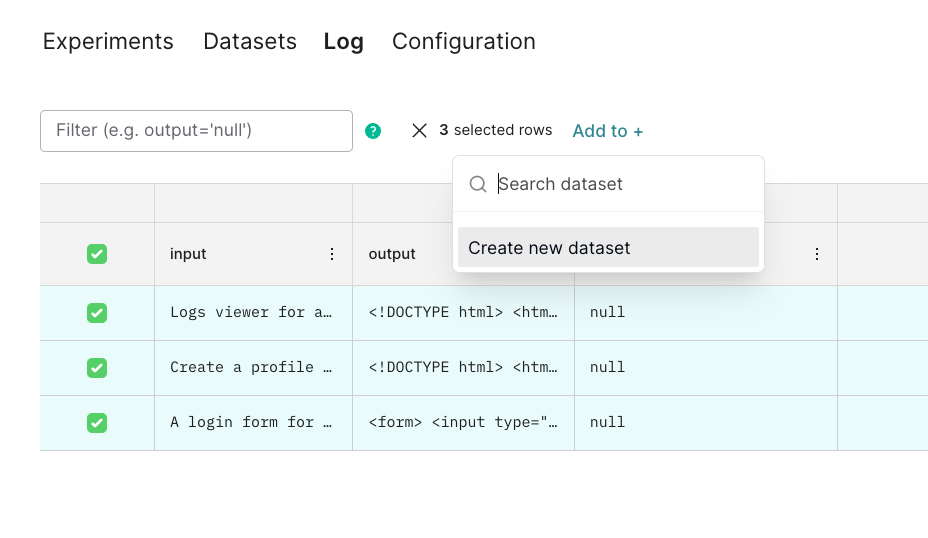 Experiments Datasets Log Configuration
Filter (e.g. output='null') ? 3 selected rows Add to +
Search dataset
Create new dataset
input output
Logs viewer for a… <!DOCTYPE html> <htm… null
Create a profile … <!DOCTYPE html> <htm… null
A login form for … <form> <input type="… null